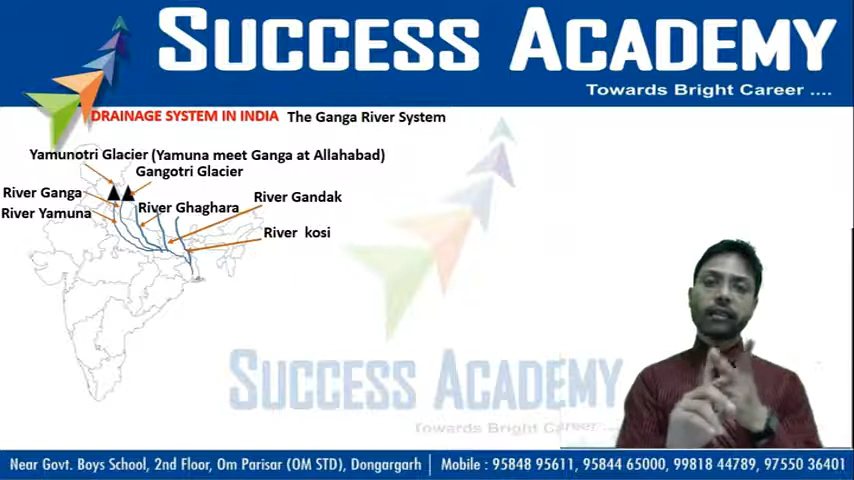 SUCCESS ACADEMY
Towards Bright Career ....
DRAINAGE SYSTEM IN INDIA The Ganga River System
Yamunotri Glacier (Yamuna meet Ganga at Allahabad)
Gangotri Glacier
River Ganga
River Gandak
River Yamuna
River Ghaghara
River kosi
SUCCESS ACADEMY
Towards Bright Career ....
Near Govt. Boys School, 2nd Floor, Om Parisar (OM STD), Dongargarh | Mobile : 95848 95611, 95844 65000, 99818 44789, 97550 36401